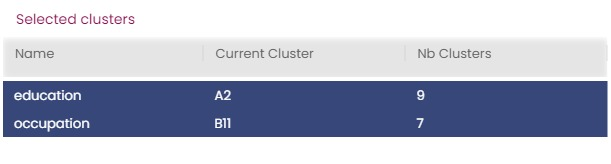 Selected clusters
Name Current Cluster Nb Clusters
education A2 9
occupation B11 7